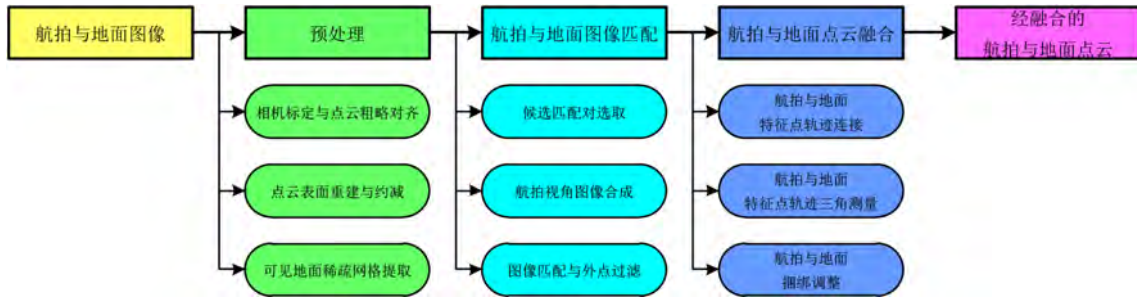 航拍与地面图像
预处理
航拍与地面图像匹配
航拍与地面点云融合
经融合的
航拍与地面点云
相机标定与点云粗略对齐
候选匹配对选取
航拍与地面
特征点轨迹连接
点云表面重建与约减
航拍视角图像合成
航拍与地面
特征点轨迹三角测量
可见地面稀疏网格提取
图像匹配与外点过滤
航拍与地面
捆绑调整